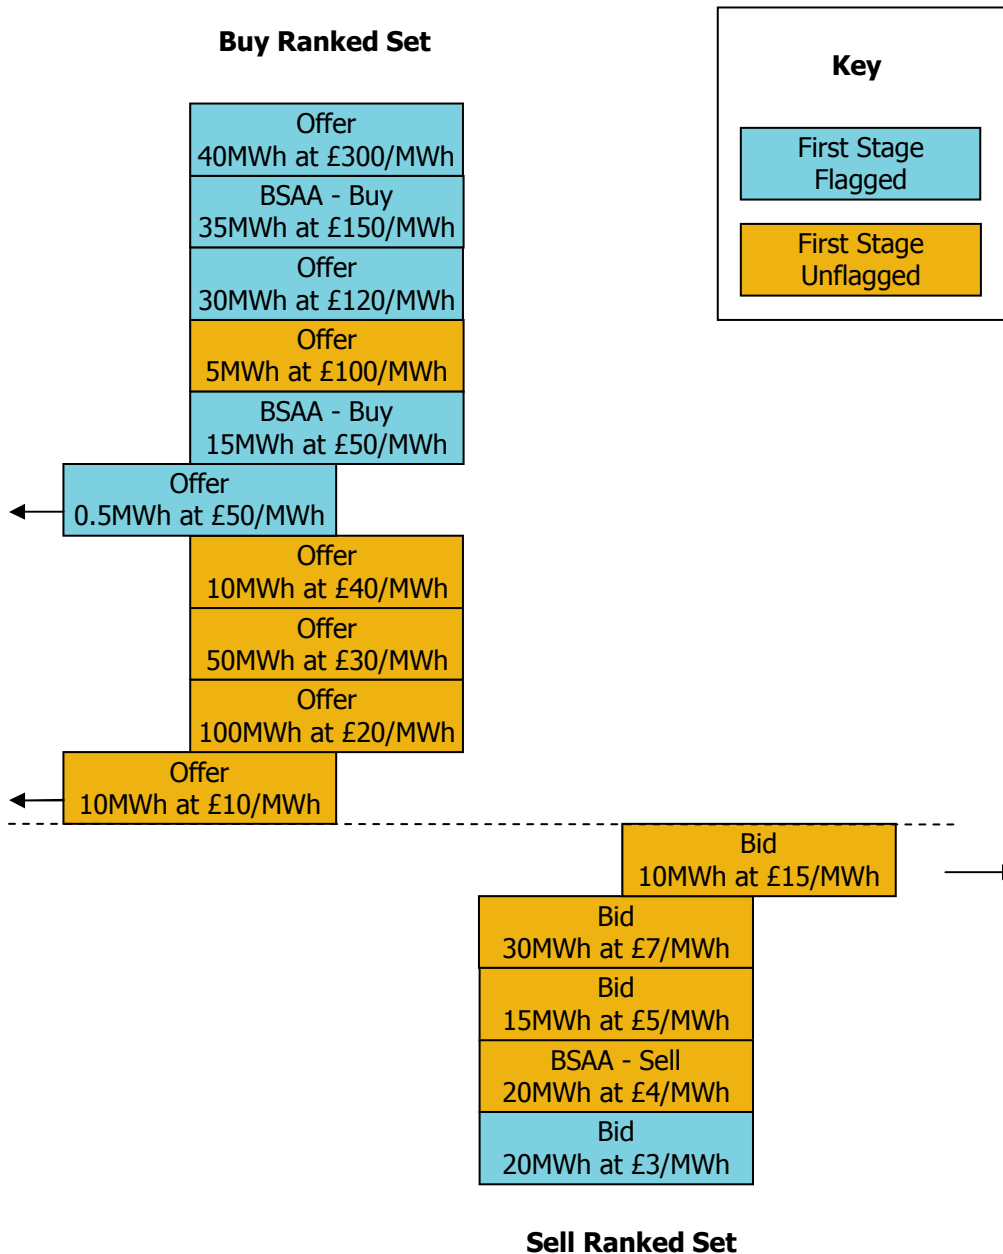 Buy Ranked Set
Key
First Stage
Flagged
First Stage
Unflagged
Offer
40MWh at £300/MWh
BSAA - Buy
35MWh at £150/MWh
Offer
30MWh at £120/MWh
Offer
5MWh at £100/MWh
BSAA - Buy
15MWh at £50/MWh
Offer
0.5MWh at £50/MWh
Offer
10MWh at £40/MWh
Offer
50MWh at £30/MWh
Offer
100MWh at £20/MWh
Offer
10MWh at £10/MWh
Bid
10MWh at £15/MWh
Bid
30MWh at £7/MWh
Bid
15MWh at £5/MWh
BSAA - Sell
20MWh at £4/MWh
Bid
20MWh at £3/MWh
Sell Ranked Set